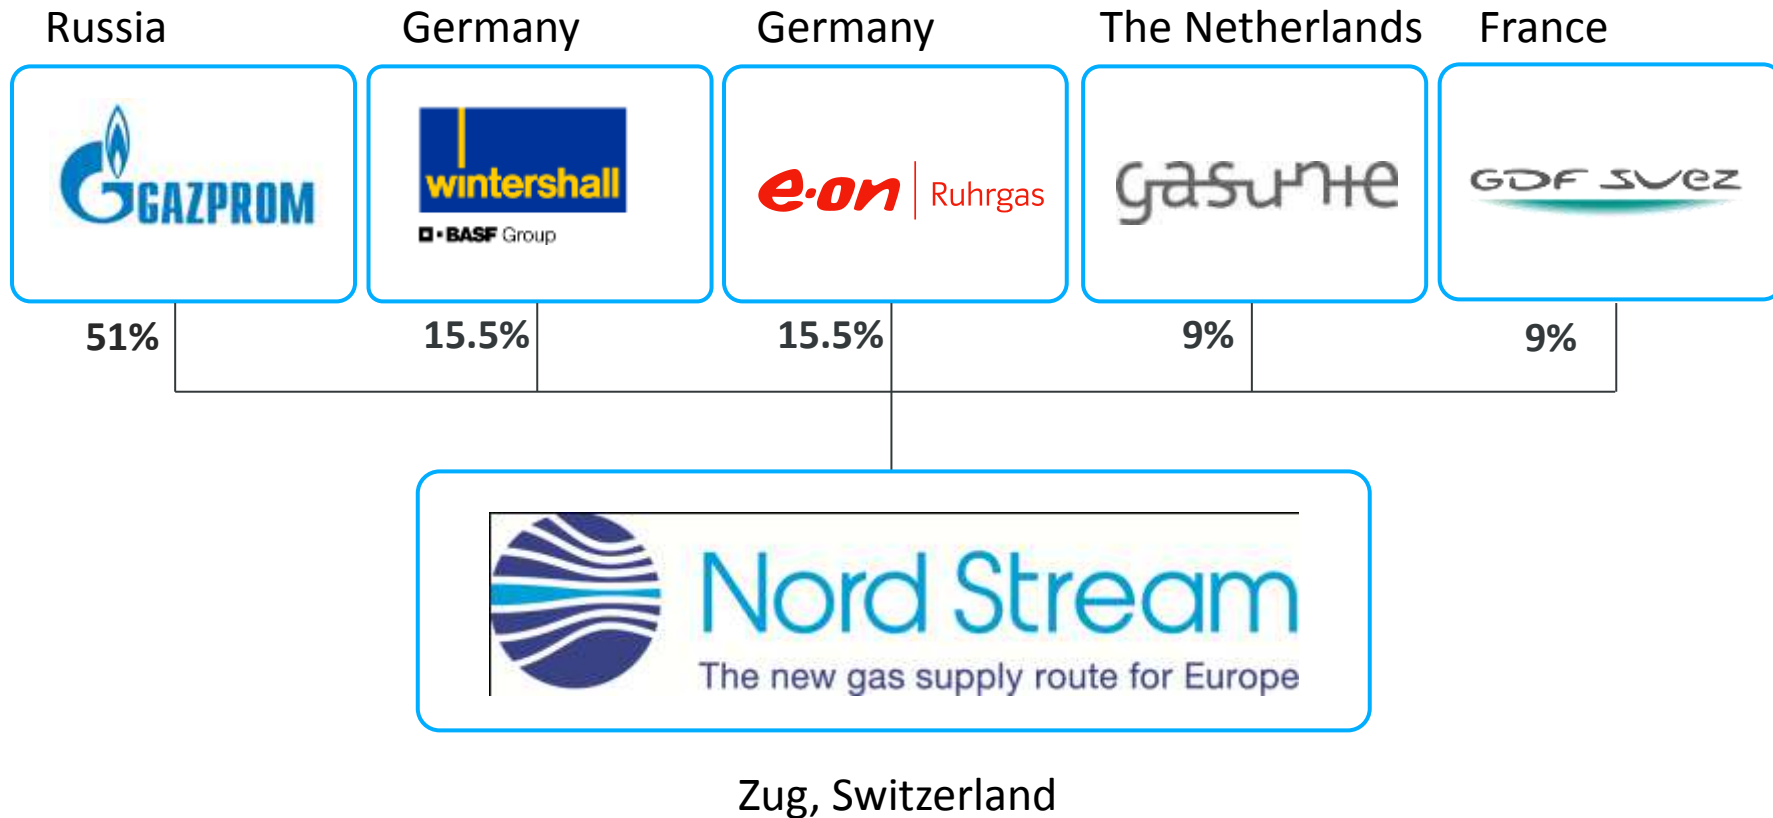 Russia
Germany
Germany
The Netherlands
France
GAZPROM
wintershall
BASF Group
e·on | Ruhrgas
gasunie
GDF SUEZ
51%
15.5%
15.5%
9%
9%
Nord Stream
The new gas supply route for Europe
Zug, Switzerland